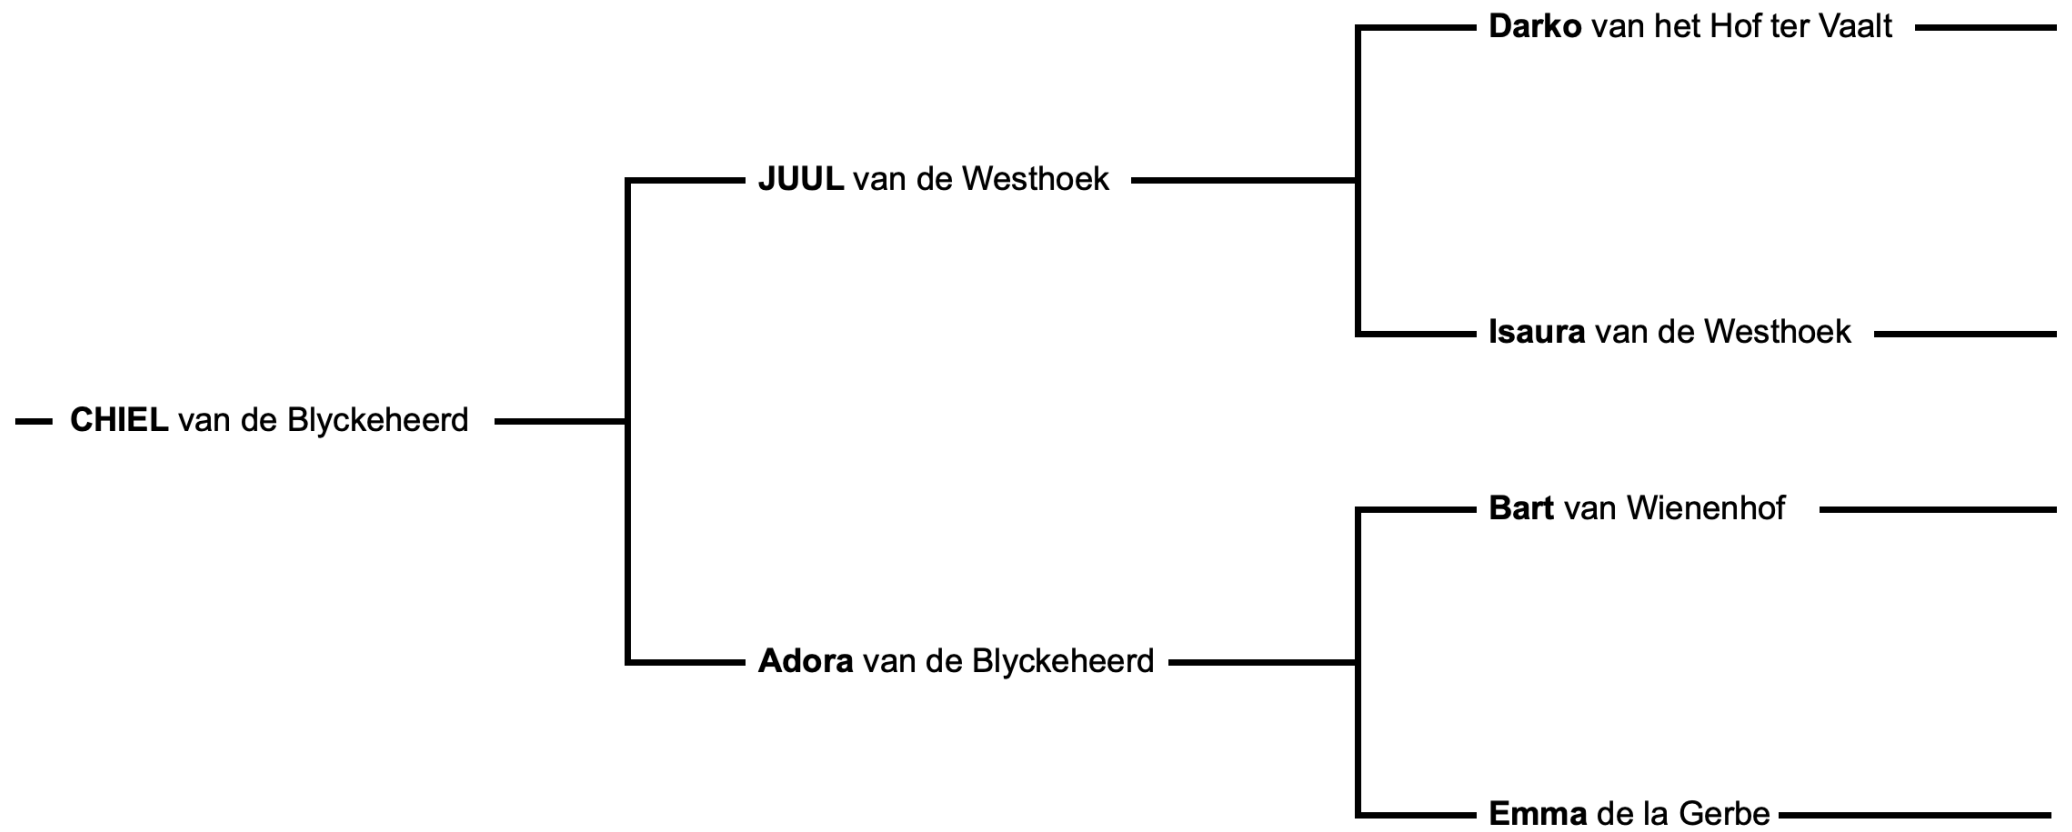 Darko van het Hof ter Vaalt
JUUL van de Westhoek
Isaura van de Westhoek
CHIEL van de Blyckeheerd
Bart van Wienenhof
Adora van de Blyckeheerd
Emma de la Gerbe